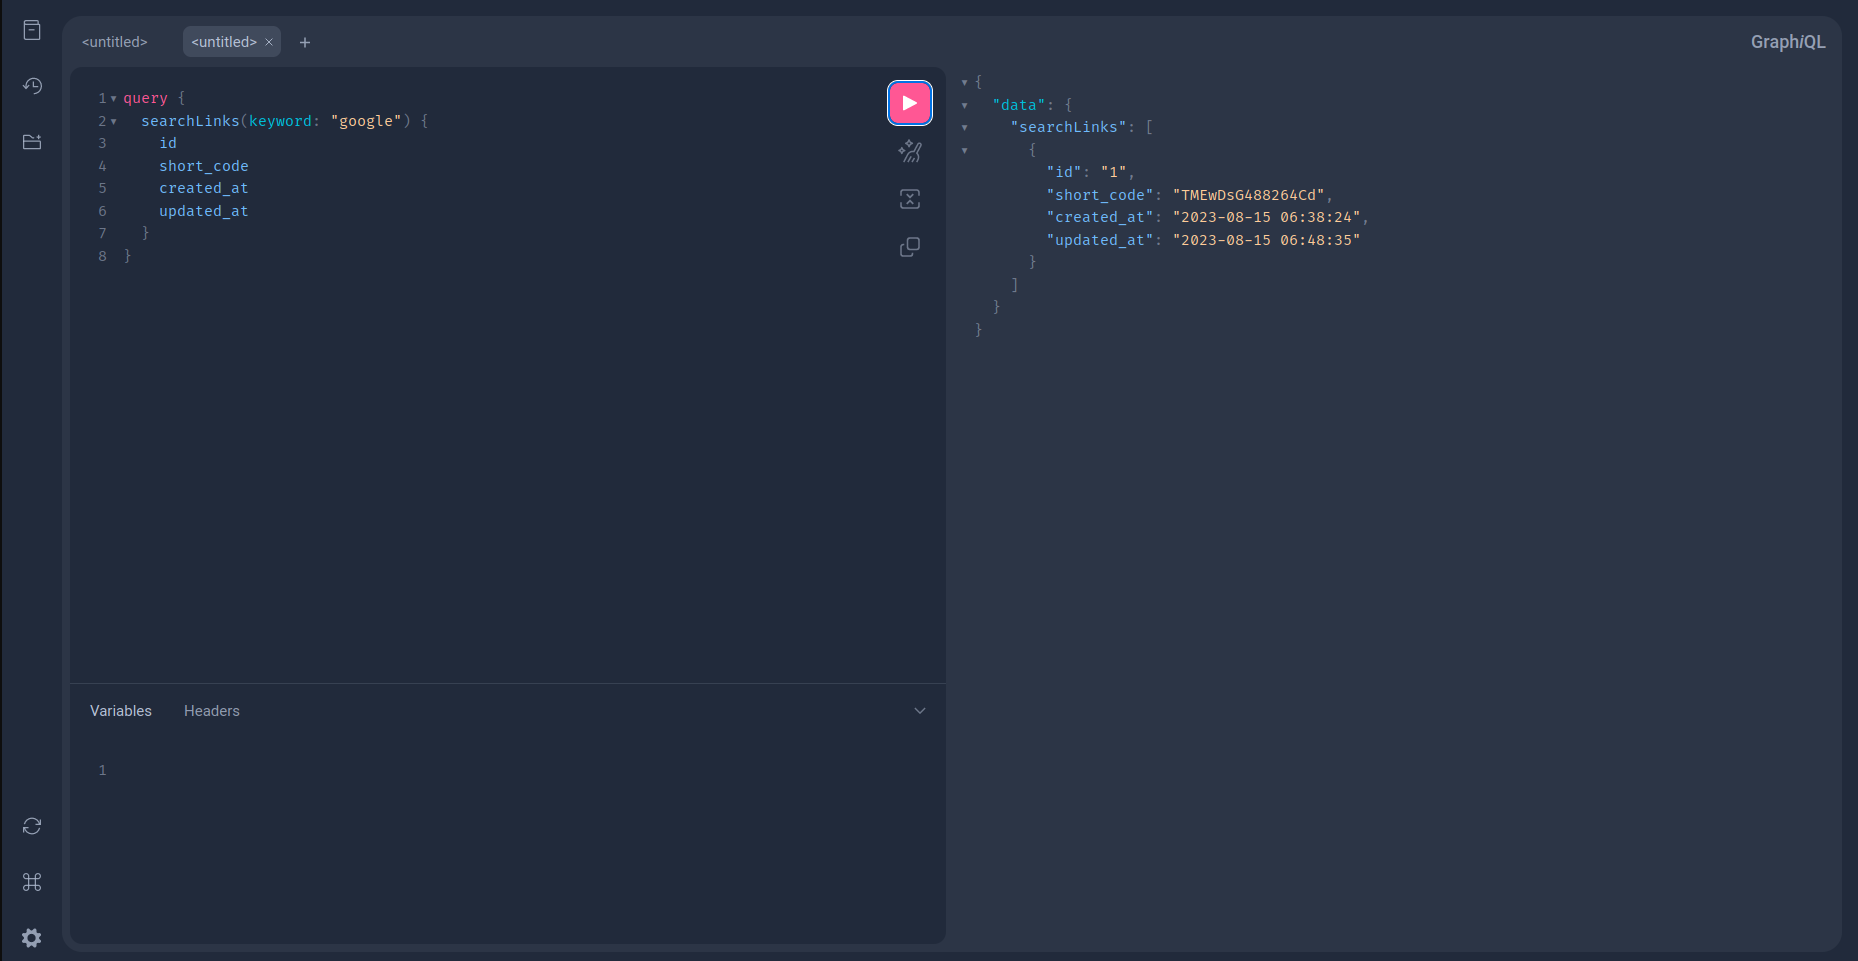 <untitled>
<untitled>
GraphiQL
1 query {
2   searchLinks(keyword: "google") {
3     id
4     short_code
5     created_at
6     updated_at
7   }
8 }
Variables Headers
1
{
  "data": {
    "searchLinks": [
      {
        "id": "1",
        "short_code": "TMEwDsG488264Cd",
        "created_at": "2023-08-15 06:38:24",
        "updated_at": "2023-08-15 06:48:35"
      }
    ]
  }
}